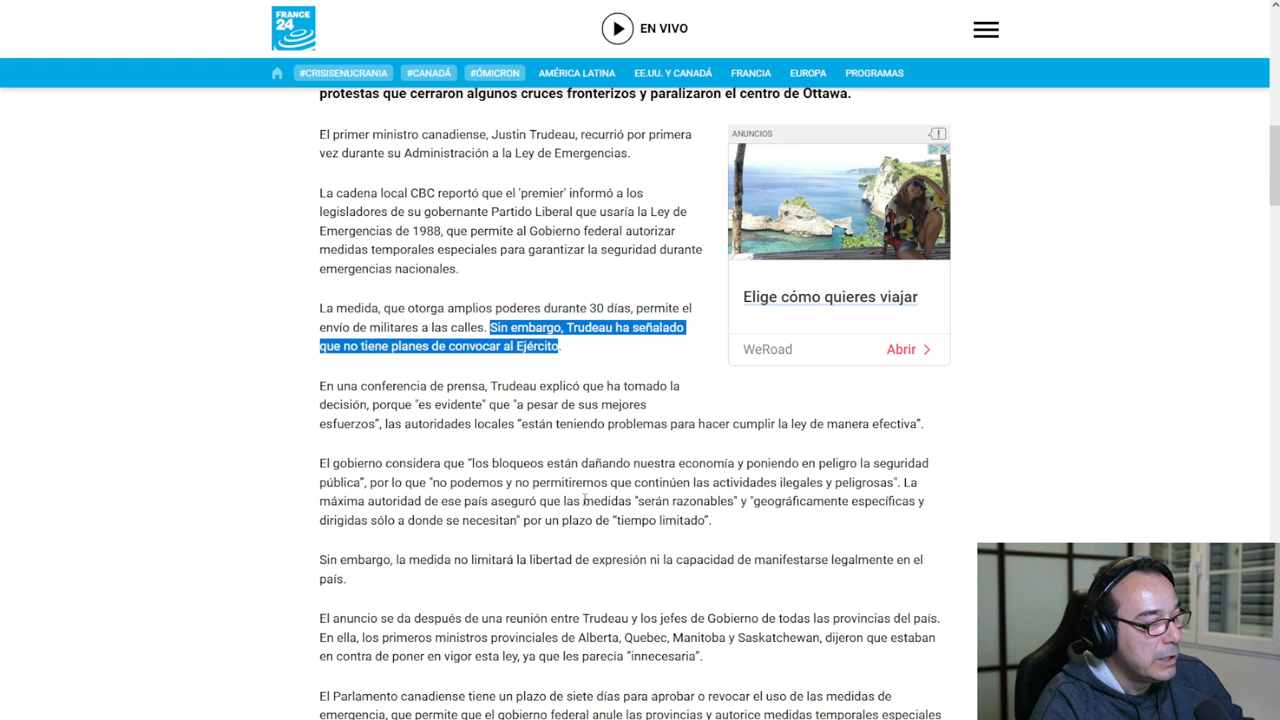 FRANCE
24
EN VIVO
#CRISISENUCRANIA
#CANADÁ
#ÓMICRON
AMÉRICA LATINA
EE.UU. Y CANADÁ
FRANCIA
EUROPA
PROGRAMAS
protestas que cerraron algunos cruces fronterizos y paralizaron el centro de Ottawa.
El primer ministro canadiense, Justin Trudeau, recurrió por primera
vez durante su Administración a la Ley de Emergencias.
La cadena local CBC reportó que el 'premier' informó a los
legisladores de su gobernante Partido Liberal que usaría la Ley de
Emergencias de 1988, que permite al Gobierno federal autorizar
medidas temporales especiales para garantizar la seguridad durante
emergencias nacionales.
La medida, que otorga amplios poderes durante 30 días, permite el
envío de militares a las calles. Sin embargo, Trudeau ha señalado
que no tiene planes de convocar al Ejército.
ANUNCIOS
Elige cómo quieres viajar
WeRoad
Abrir
En una conferencia de prensa, Trudeau explicó que ha tomado la
decisión, porque "es evidente" que "a pesar de sus mejores
esfuerzos”, las autoridades locales “están teniendo problemas para hacer cumplir la ley de manera efectiva”.
El gobierno considera que “los bloqueos están dañando nuestra economía y poniendo en peligro la seguridad
pública”, por lo que "no podemos y no permitiremos que continúen las actividades ilegales y peligrosas". La
máxima autoridad de ese país aseguró que las medidas "serán razonables" y "geográficamente específicas y
dirigidas sólo a donde se necesitan" por un plazo de “tiempo limitado”.
Sin embargo, la medida no limitará la libertad de expresión ni la capacidad de manifestarse legalmente en el
país.
El anuncio se da después de una reunión entre Trudeau y los jefes de Gobierno de todas las provincias del país.
En ella, los primeros ministros provinciales de Alberta, Quebec, Manitoba y Saskatchewan, dijeron que estaban
en contra de poner en vigor esta ley, ya que les parecía ”innecesaria”.
El Parlamento canadiense tiene un plazo de siete días para aprobar o revocar el uso de las medidas de
emergencia, que permite que el gobierno federal anule las provincias y autorice medidas temporales especiales